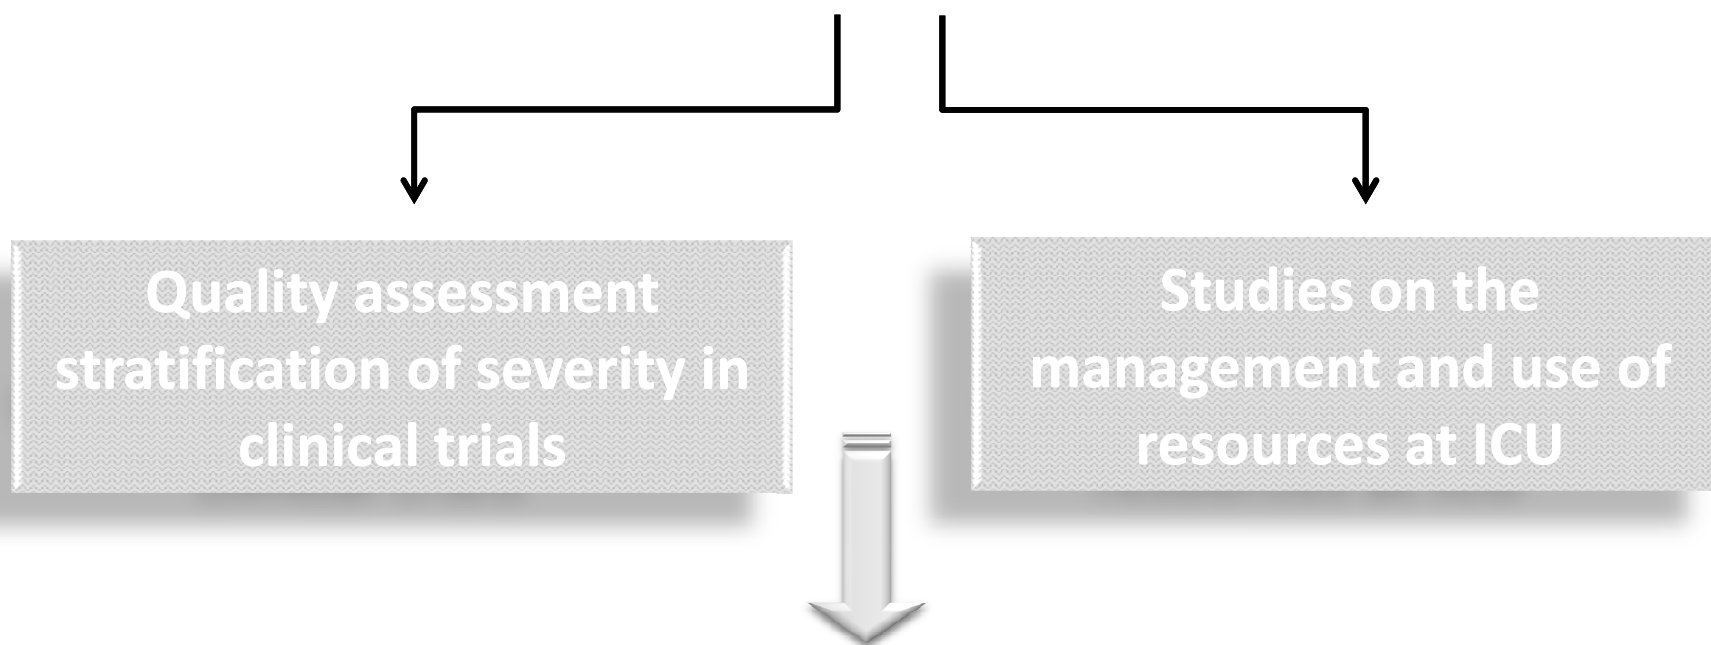 Quality assessment
stratification of severity in
clinical trials
Studies on the
management and use of
resources at ICU